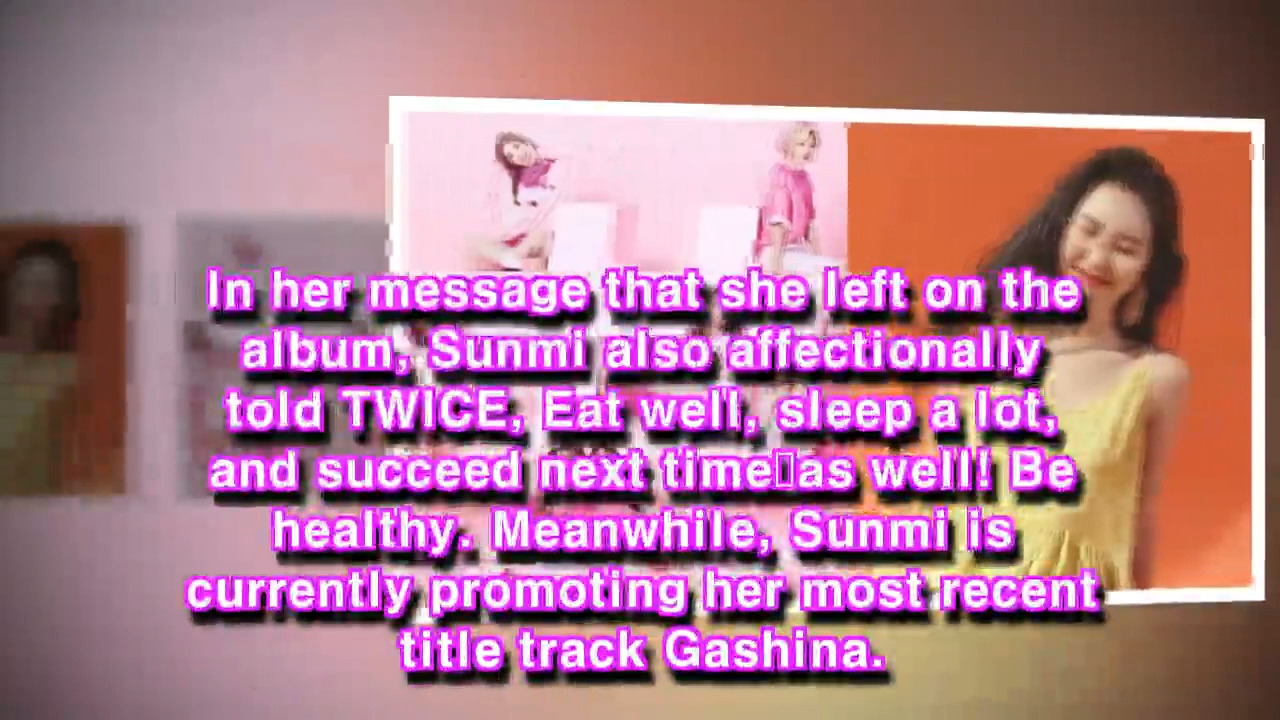 In her message that she left on the
album, Sunmi also affectionally
told TWICE, Eat well, sleep a lot,
and succeed next time▯as well! Be
healthy. Meanwhile, Sunmi is
currently promoting her most recent
title track Gashina.